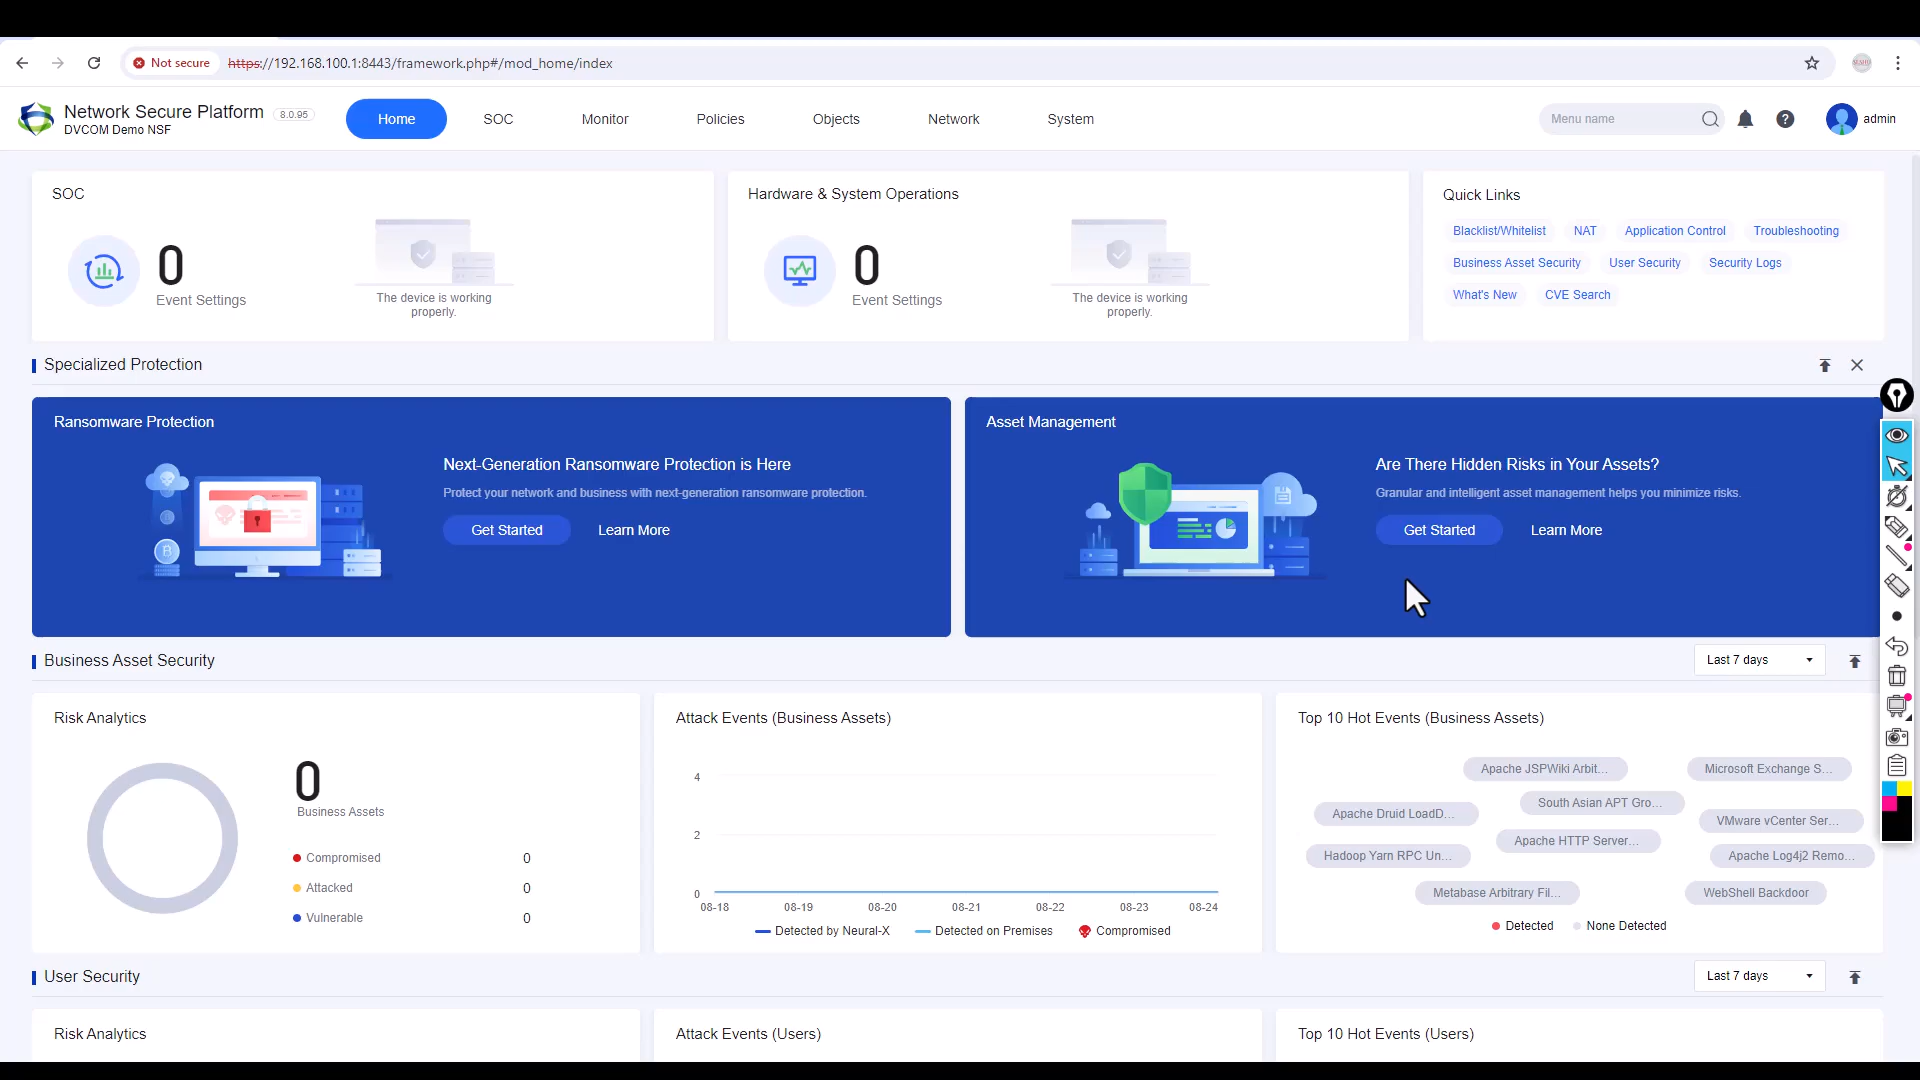 Not secure
https://192.168.100.1:8443/framework.php#/mod_home/index
Network Secure Platform
8.0.95
DVCOM Demo NSF
Home
SOC
Monitor
Policies
Objects
Network
System
Menu name
admin
SOC
0
Event Settings
The device is working
properly.
Hardware & System Operations
0
Event Settings
The device is working
properly.
Quick Links
Blacklist/Whitelist
NAT
Application Control
Troubleshooting
Business Asset Security
User Security
Security Logs
What's New
CVE Search
Specialized Protection
Ransomware Protection
Next-Generation Ransomware Protection is Here
Protect your network and business with next-generation ransomware protection.
Get Started
Learn More
Asset Management
Are There Hidden Risks in Your Assets?
Granular and intelligent asset management helps you minimize risks.
Get Started
Learn More
Business Asset Security
Last 7 days
Risk Analytics
0
Business Assets
Compromised 0
Attacked 0
Vulnerable 0
Attack Events (Business Assets)
4
2
0
08-18 08-19 08-20 08-21 08-22 08-23 08-24
Detected by Neural-X
Detected on Premises
Compromised
Top 10 Hot Events (Business Assets)
Apache JSPWiki Arbit...
Microsoft Exchange S...
South Asian APT Gro...
Apache Druid LoadD...
VMware vCenter Ser...
Apache HTTP Server...
Hadoop Yarn RPC Un...
Apache Log4j2 Remo...
Metabase Arbitrary Fil...
WebShell Backdoor
Detected
None Detected
User Security
Last 7 days
Risk Analytics
Attack Events (Users)
Top 10 Hot Events (Users)